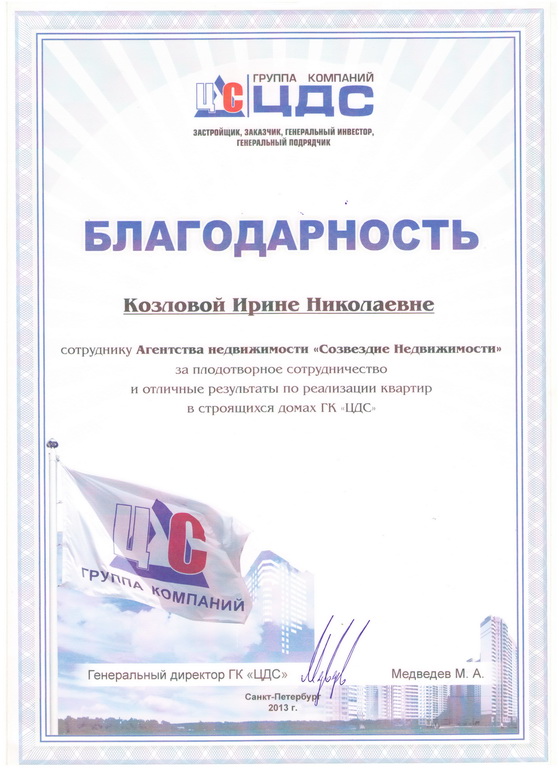 ГРУППА КОМПАНИЙ
ЦС ЦДС
ЗАСТРОЙЩИК, ЗАКАЗЧИК, ГЕНЕРАЛЬНЫЙ ИНВЕСТОР,
ГЕНЕРАЛЬНЫЙ ПОДРЯДЧИК
БЛАГОДАРНОСТЬ
Козловой Ирине Николаевне
сотруднику Агентства недвижимости «Созвездие Недвижимости»
за плодотворное сотрудничество
и отличные результаты по реализации квартир
в строящихся домах ГК «ЦДС»
ЦС
ГРУППА КОМПАНИЙ
Генеральный директор ГК «ЦДС» Медведев М. А.
Санкт-Петербург
2013 г.